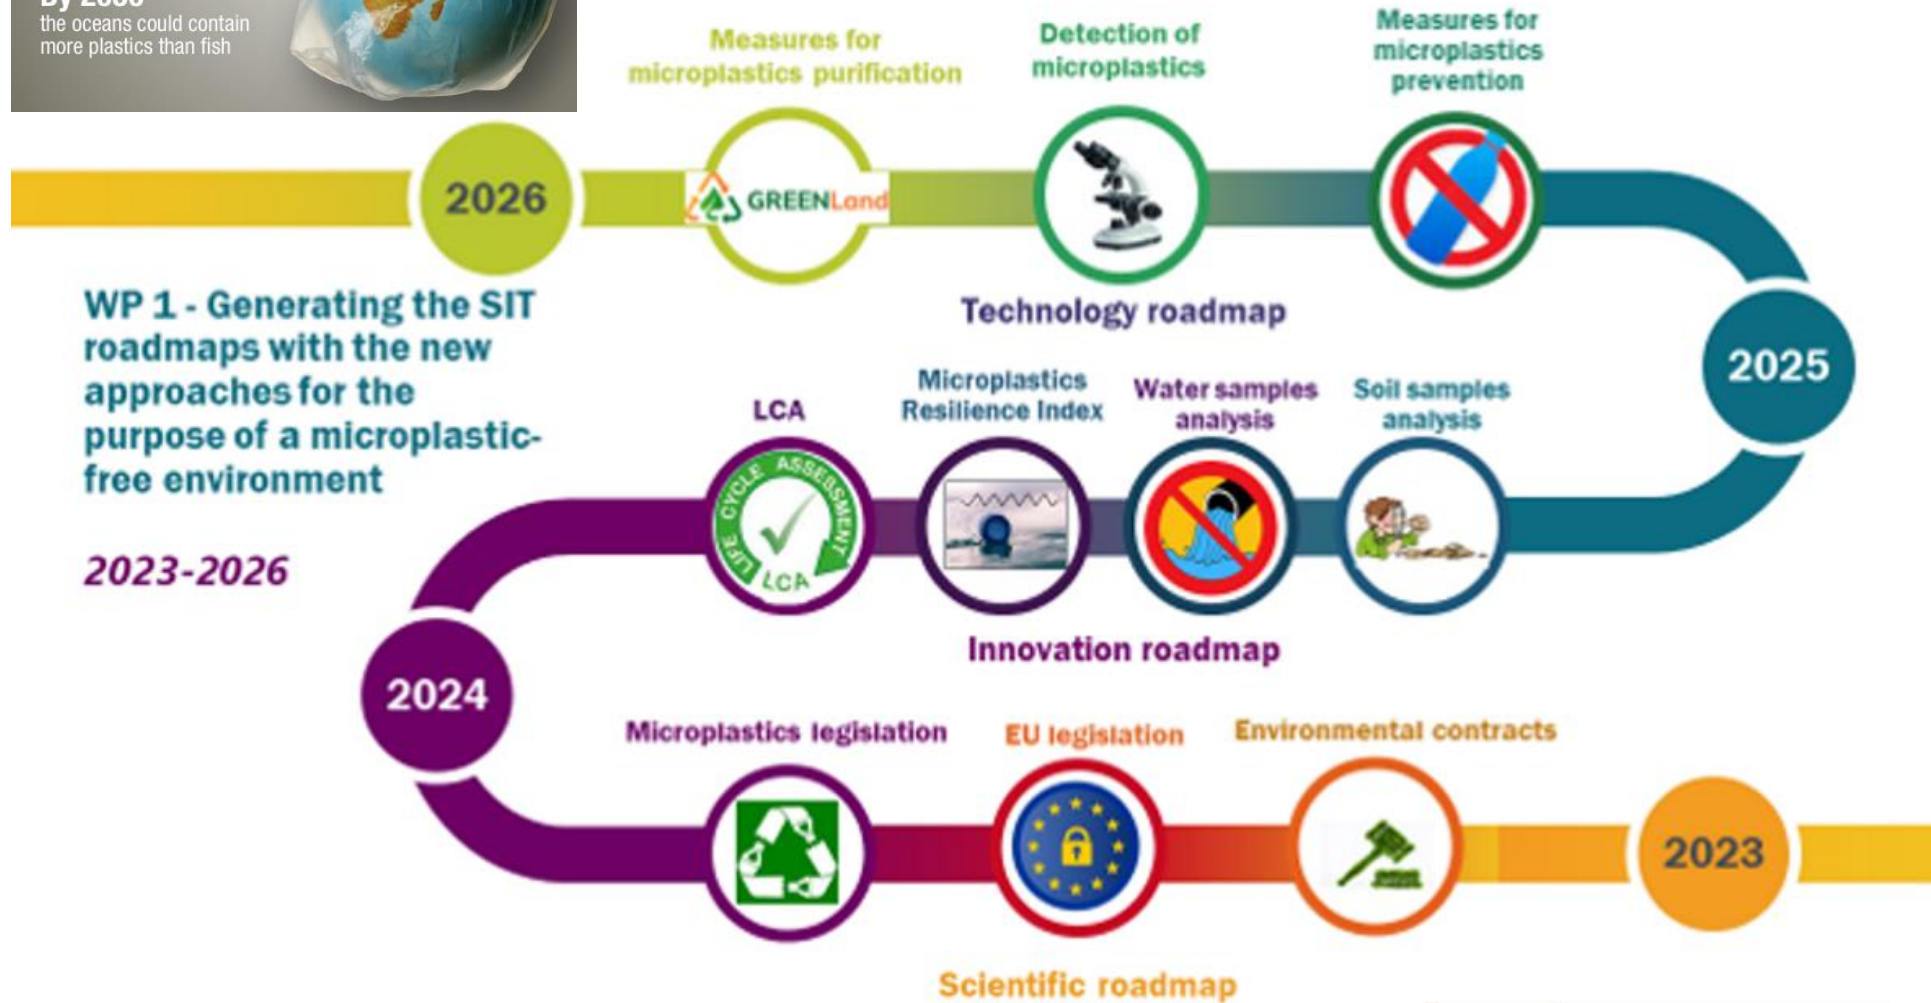 the oceans could contain
more plastics than fish
Measures for
microplastics purification
Detection of
microplastics
Measures for
microplastics
prevention
2026
GREENLand
WP 1 - Generating the SIT
roadmaps with the new
approaches for the
purpose of a microplastic-
free environment
2023-2026
Technology roadmap
2025
LCA
Microplastics
Resilience Index
Water samples
analysis
Soil samples
analysis
LIFE CYCLE ASSESSMENT
LCA
Innovation roadmap
2024
Microplastics legislation
EU legislation
Environmental contracts
2023
Scientific roadmap